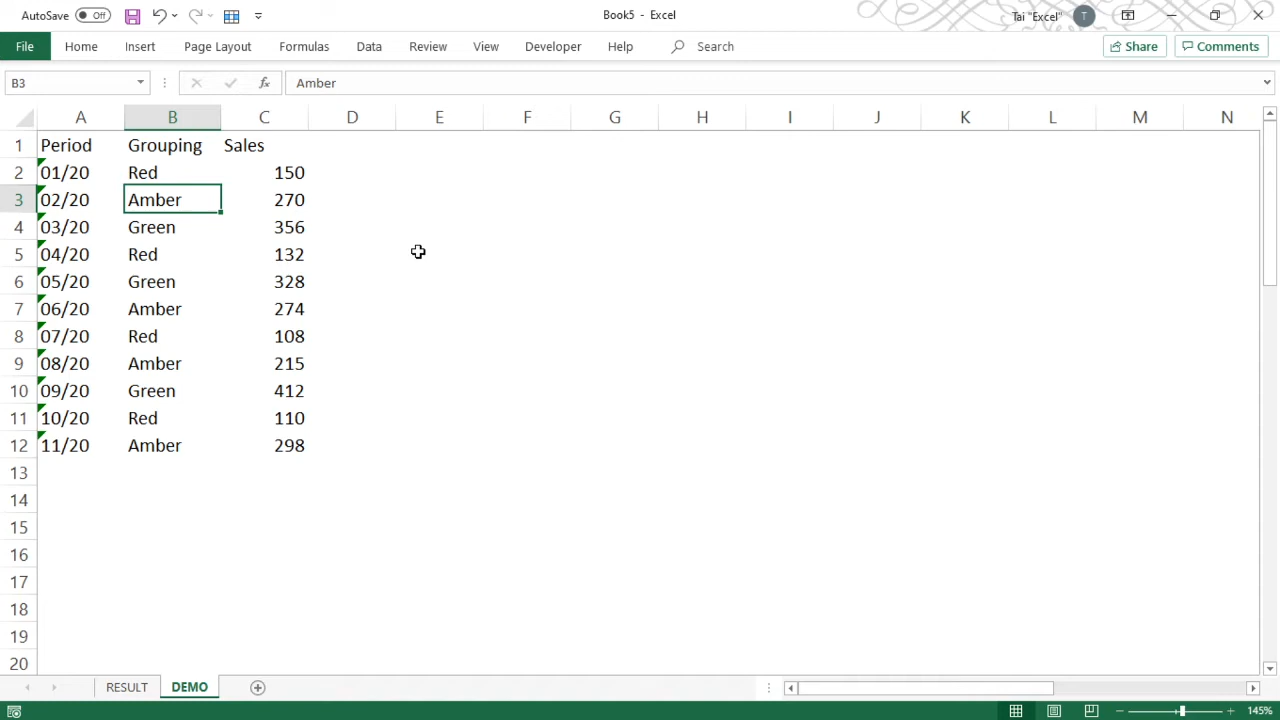 AutoSave Off Book5 - Excel Tai "Excel" T
File Home Insert Page Layout Formulas Data Review View Developer Help Search Share Comments
B3 fx Amber
A B C D E F G H I J K L M N
1 Period Grouping Sales
2 01/20 Red 150
3 02/20 Amber 270
4 03/20 Green 356
5 04/20 Red 132
6 05/20 Green 328
7 06/20 Amber 274
8 07/20 Red 108
9 08/20 Amber 215
10 09/20 Green 412
11 10/20 Red 110
12 11/20 Amber 298
13
14
15
16
17
18
19
20
RESULT DEMO
145%